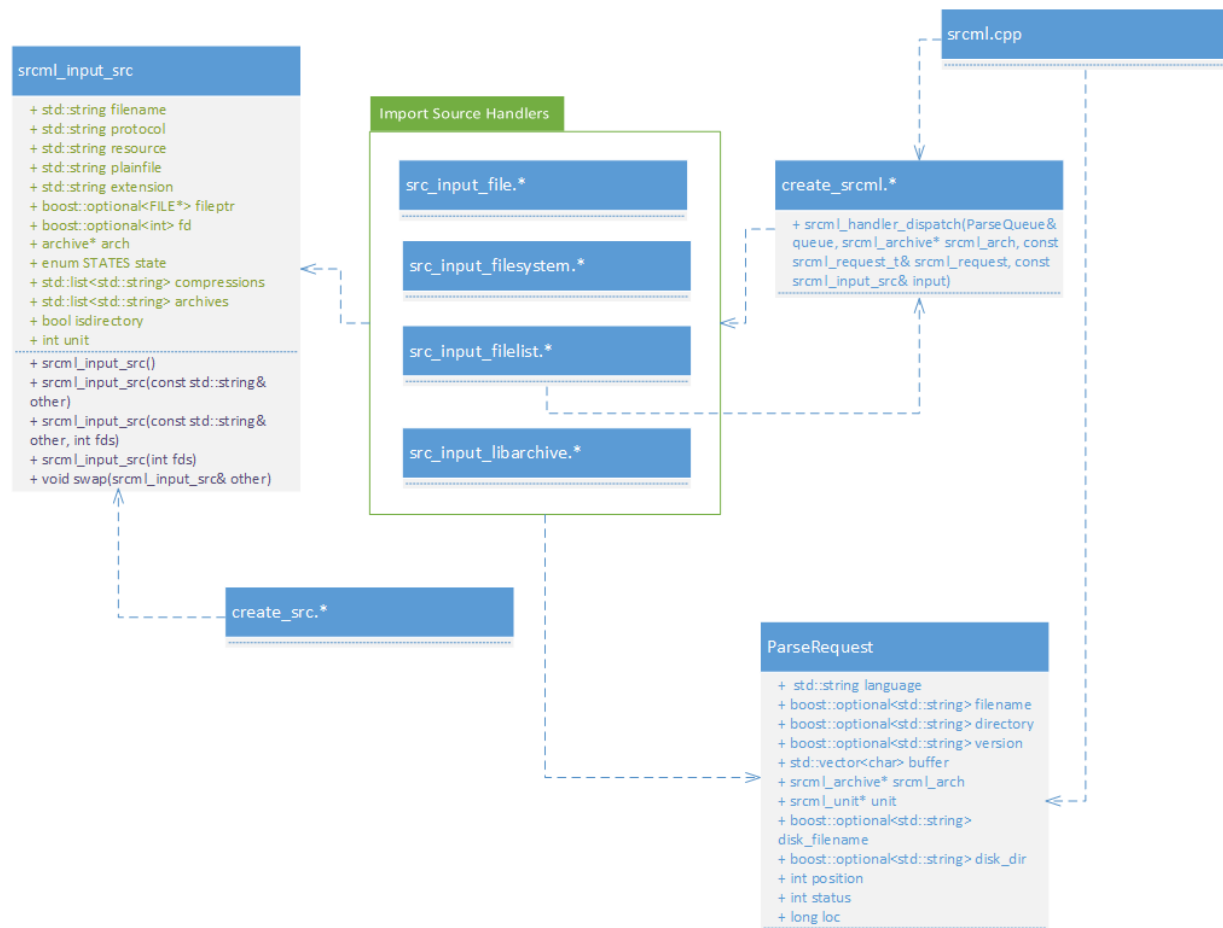 srcml_input_src
+ std::string filename
+ std::string protocol
+ std::string resource
+ std::string plainfile
+ std::string extension
+ boost::optional<FILE*> fileptr
+ boost::optional<int> fd
+ archive* arch
+ enum STATES state
+ std::list<std::string> compressions
+ std::list<std::string> archives
+ bool isdirectory
+ int unit
+ srcml_input_src()
+ srcml_input_src(const std::string&
other)
+ srcml_input_src(const std::string&
other, int fds)
+ srcml_input_src(int fds)
+ void swap(srcml_input_src& other)
Import Source Handlers
src_input_file.*
src_input_filesystem.*
src_input_filelist.*
src_input_libarchive.*
srcml.cpp
create_srcml.*
+ srcml_handler_dispatch(ParseQueue&
queue, srcml_archive* srcml_arch, const
srcml_request_t& srcml_request, const
srcml_input_src& input)
create_src.*
ParseRequest
+ std::string language
+ boost::optional<std::string> filename
+ boost::optional<std::string> directory
+ boost::optional<std::string> version
+ std::vector<char> buffer
+ srcml_archive* srcml_arch
+ srcml_unit* unit
+ boost::optional<std::string>
disk_filename
+ boost::optional<std::string> disk_dir
+ int position
+ int status
+ long loc